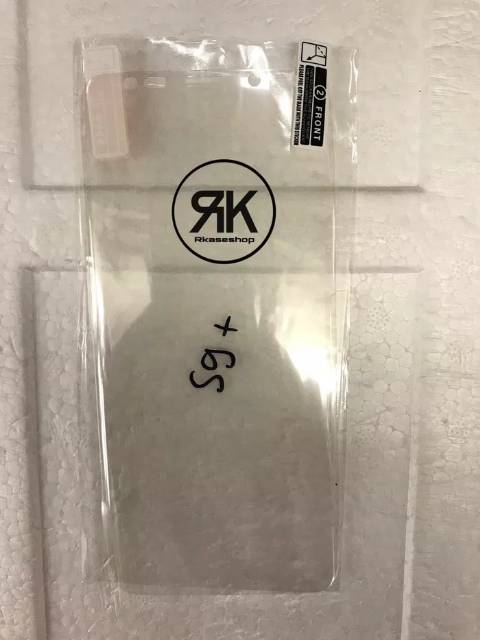 RK
Rkaseshop
S9+
(2) FRONT